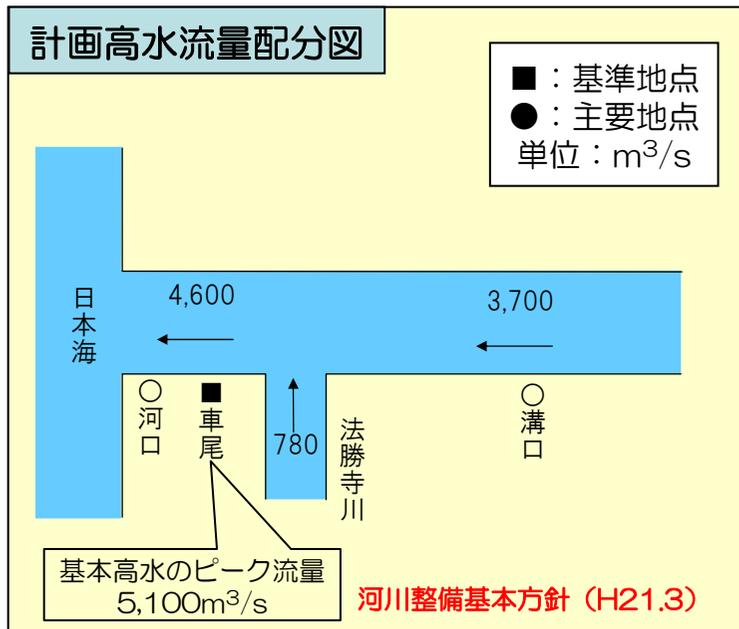 計画高水流量配分図
■：基準地点
●：主要地点
単位：m³/s
日本海
4,600
3,700
○河口
■車尾
780
法勝寺川
○溝口
基本高水のピーク流量
5,100m³/s
河川整備基本方針（H21.3）